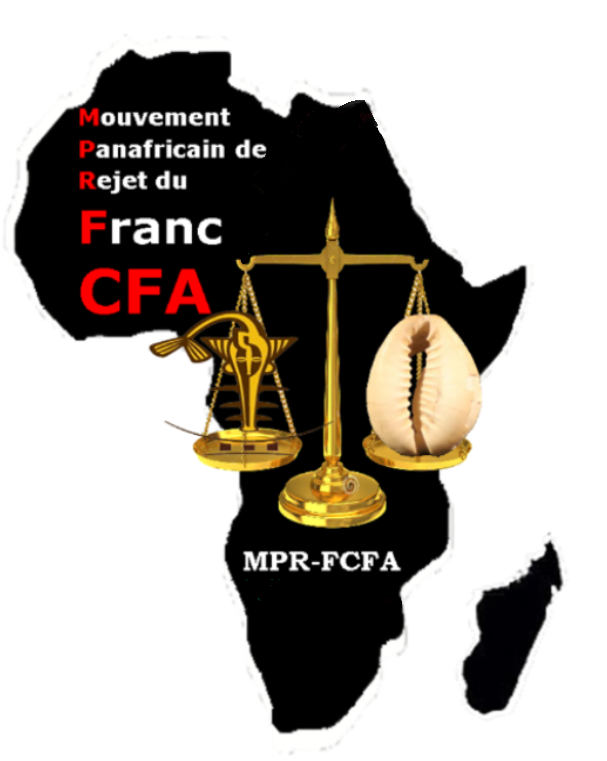 Mouvement
Panafricain de
Rejet du
Franc
CFA
MPR-FCFA